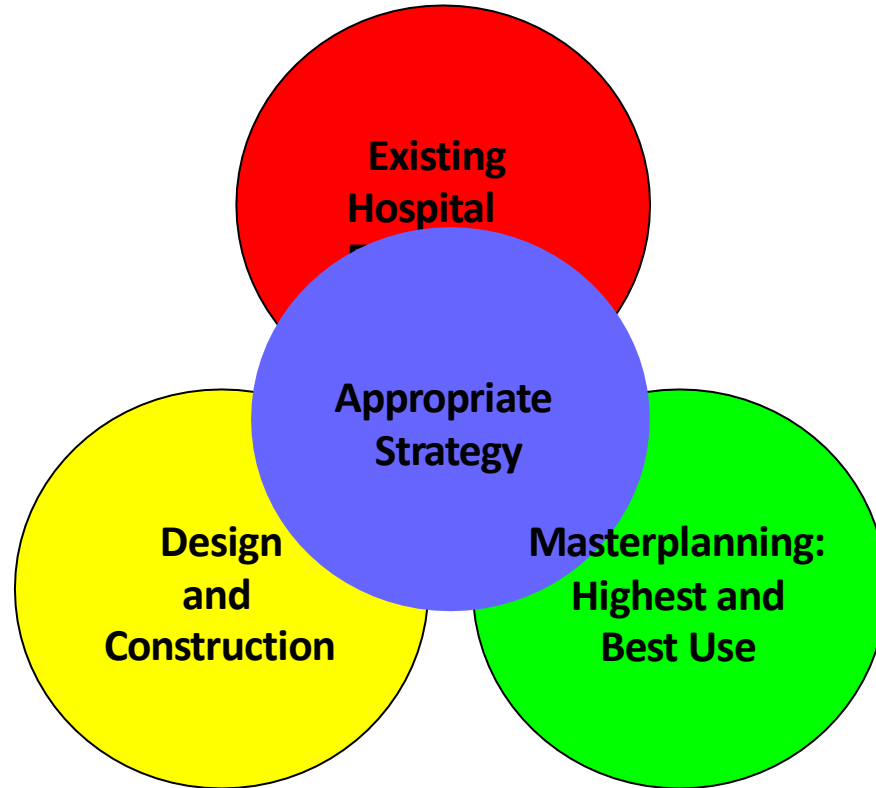 Existing
Hospital
Appropriate
Strategy
Design
and
Construction
Masterplanning:
Highest and
Best Use